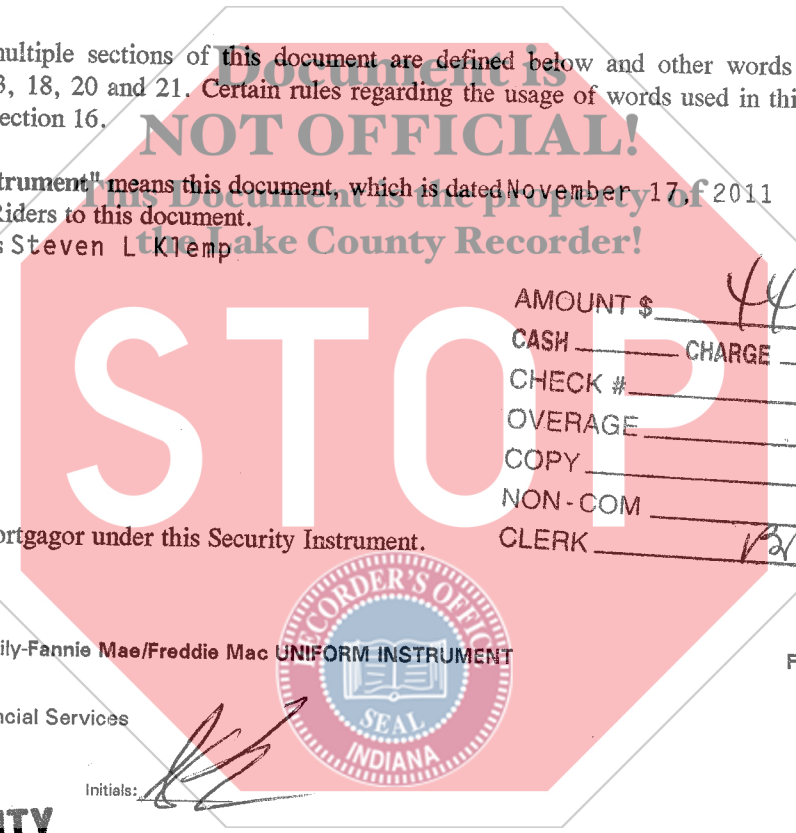 multiple sections of this document are defined below and other words
3, 18, 20 and 21. Certain rules regarding the usage of words used in thi
ection 16.
Document is
NOT OFFICIAL!
This Document is the property of
the Lake County Recorder!
trument" means this document, which is dated November 17, 2011
Riders to this document.
s Steven L Klemp
STOP
AMOUNT $ 44
CASH CHARGE
CHECK #
OVERAGE
COPY
NON-COM
CLERK
ortgagor under this Security Instrument.
RECORDER'S OFFICE
SEAL
INDIANA
ily-Fannie Mae/Freddie Mac UNIFORM INSTRUMENT
F
ncial Services
Initials:
ITY